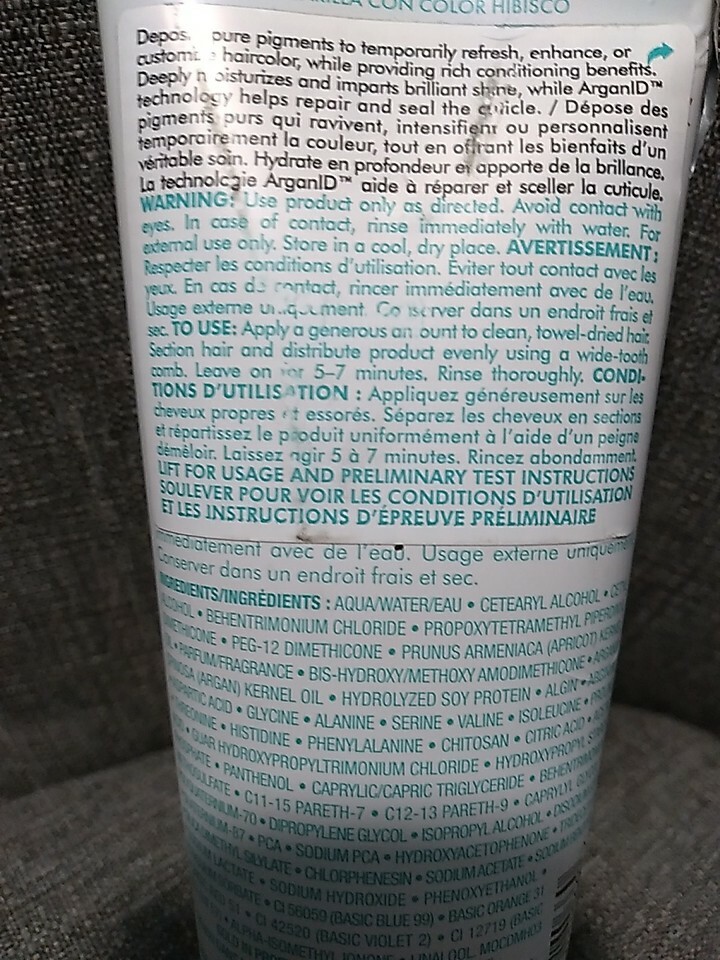 CON COLOR HIBISCO
pure pigments to temporarily refresh, enhance, or
haircolor, while providing rich conditioning benefits.
Deeply and imparts brilliant shine, while ArganID™
technology helps repair and seal the / Dépose des
pigments purs qui ravivent, intensifient ou personnalisent
temporairement la couleur, tout en offrant les bienfaits d'un
véritable soin. Hydrate en profondeur et apporte de la brillance.
La technologie ArganID™ aide à réparer et sceller la cuticule.
WARNING: Use product only as directed. Avoid contact with
eyes. In case of contact, rinse immediately with water. For
external use only. Store in a cool, dry place. AVERTISSEMENT:
Respecter les conditions d'utilisation. Éviter tout contact avec les
yeux. En cas de contact, rincer immédiatement avec de l'eau.
Usage externe dans un endroit frais et
sec. TO USE: Apply a generous to clean, towel-dried hair.
Section hair and distribute product evenly using a wide-tooth
comb. Leave on for 5–7 minutes. Rinse thoroughly. CONDI-
TIONS D'UTILISATION : Appliquez généreusement sur les
cheveux propres et essorés. Séparez les cheveux en sections
et répartissez le produit uniformément à l'aide d'un peigne
démêloir. Laissez agir 5 à 7 minutes. Rincez abondamment.
LIFT FOR USAGE AND PRELIMINARY TEST INSTRUCTIONS
SOULEVER POUR VOIR LES CONDITIONS D'UTILISATION
ET LES INSTRUCTIONS D'ÉPREUVE PRÉLIMINAIRE
immédiatement avec de l'eau. Usage externe
Conserver dans un endroit frais et sec.
INGREDIENTS/INGRÉDIENTS : AQUA/WATER/EAU • CETEARYL ALCOHOL •
ALCOHOL • BEHENTRIMONIUM CHLORIDE • PROPOXYTETRAMETHYL
• PEG-12 DIMETHICONE • PRUNUS ARMENIACA (APRICOT)
• PARFUM/FRAGRANCE • BIS-HYDROXY/METHOXY AMODIMETHICONE •
(ARGAN) KERNEL OIL • HYDROLYZED SOY PROTEIN • ALGIN •
ACID • GLYCINE • ALANINE • SERINE • VALINE • ISOLEUCINE •
• HISTIDINE • PHENYLALANINE • CHITOSAN • CITRIC ACID •
• GUAR HYDROXYPROPYLTRIMONIUM CHLORIDE •
• PANTHENOL • CAPRYLIC/CAPRIC TRIGLYCERIDE •
• C11-15 PARETH-7 • C12-13 PARETH-9 •
• DIPROPYLENE GLYCOL • ISOPROPYL ALCOHOL •
• PCA • SODIUM PCA • HYDROXYACETOPHENONE •
• CHLORPHENESIN • SODIUM ACETATE •
LACTATE • SODIUM HYDROXIDE • PHENOXYETHANOL •
• CI 56059 (BASIC BLUE 99) • BASIC ORANGE 31
• CI 42520 (BASIC VIOLET 2) • CI 12719 (BASIC
• ALPHA-ISOMETHYL IONONE • LINALOOL.